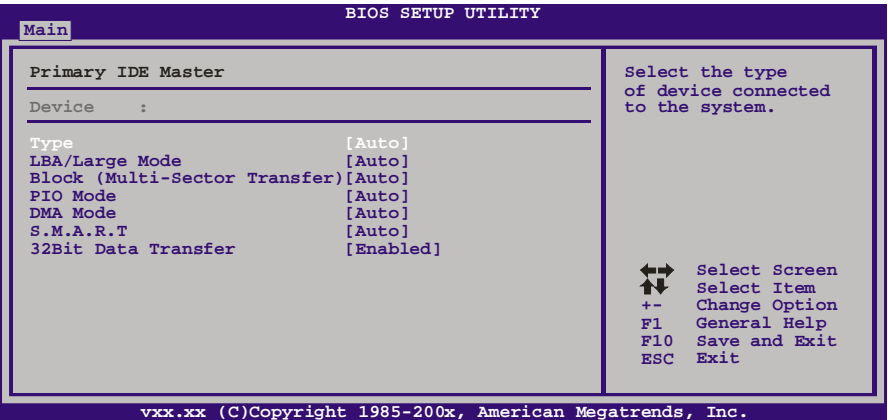 BIOS SETUP UTILITY
Main
Primary IDE Master
Device :
Type [Auto]
LBA/Large Mode [Auto]
Block (Multi-Sector Transfer)[Auto]
PIO Mode [Auto]
DMA Mode [Auto]
S.M.A.R.T [Auto]
32Bit Data Transfer [Enabled]
Select the type
of device connected
to the system.
Select Screen
Select Item
+- Change Option
F1 General Help
F10 Save and Exit
ESC Exit
vxx.xx (C)Copyright 1985-200x, American Megatrends, Inc.